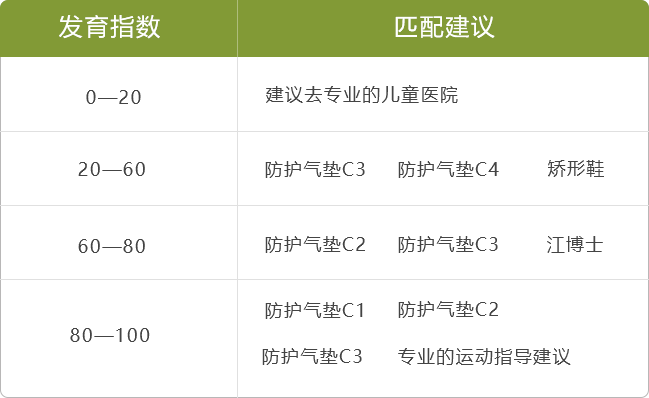 发育指数 匹配建议
0—20 建议去专业的儿童医院
20—60 防护气垫C3 防护气垫C4 矫形鞋
60—80 防护气垫C2 防护气垫C3 江博士
防护气垫C1 防护气垫C2
80—100
防护气垫C3 专业的运动指导建议